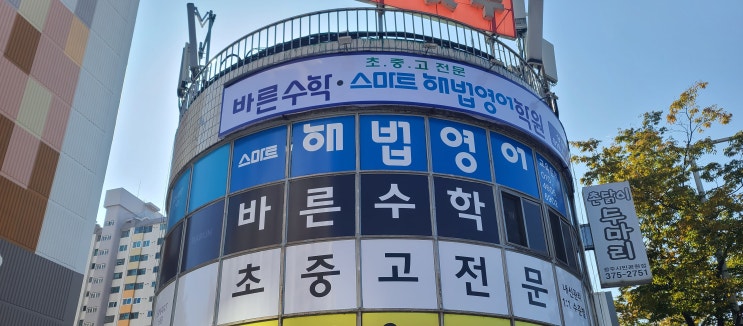 초.중.고 전문
바른수학·스마트 해법영어학원
스마트 해법영어
바른수학
초중고전문
촌닭이
두마리
375-2751